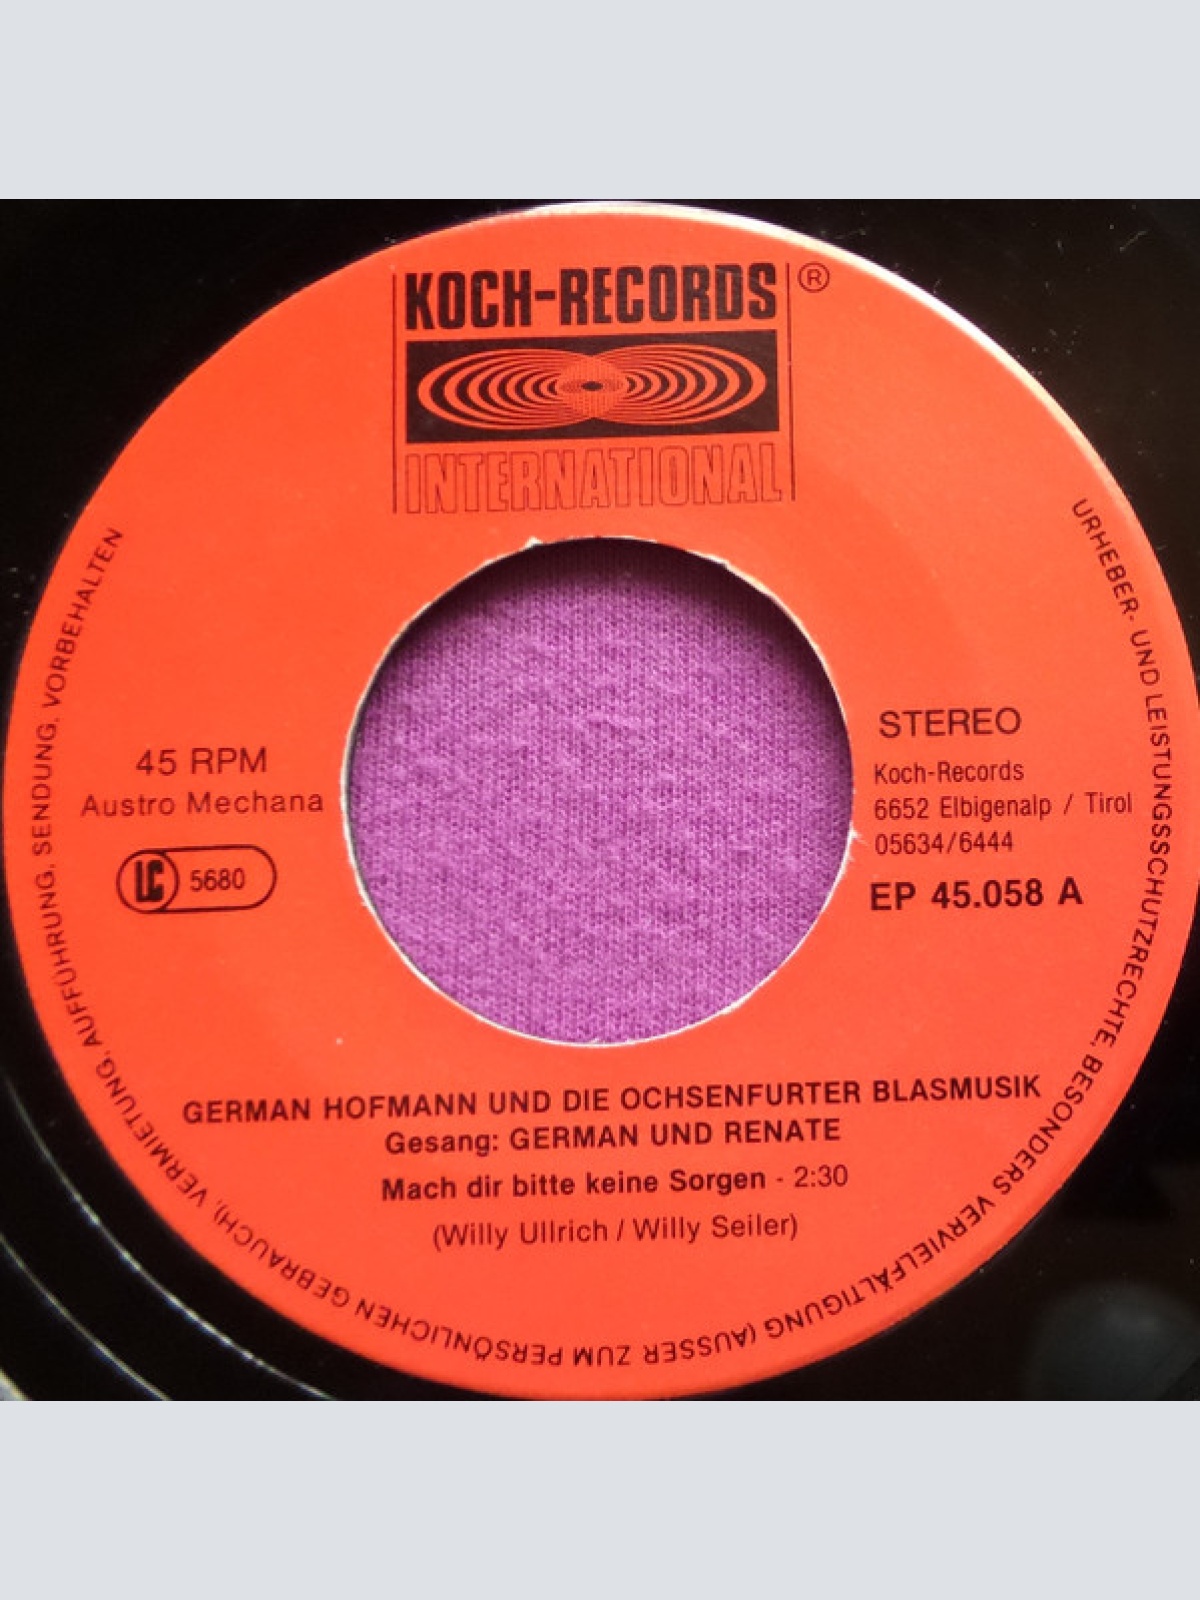 KOCH-RECORDS
®
INTERNATIONAL
45 RPM
Austro Mechana
LC 5680
STEREO
Koch-Records
6652 Elbigenalp / Tirol
05634/6444
EP 45.058 A
GERMAN HOFMANN UND DIE OCHSENFURTER BLASMUSIK
Gesang: GERMAN UND RENATE
Mach dir bitte keine Sorgen - 2:30
(Willy Ullrich / Willy Seiler)
URHEBER- UND LEISTUNGSSCHUTZRECHTE, BESONDERS VERVIELFÄLTIGUNG (AUSSER ZUM PERSÖNLICHEN GEBRAUCH), VERMIETUNG, AUFFÜHRUNG, SENDUNG, VORBEHALTEN